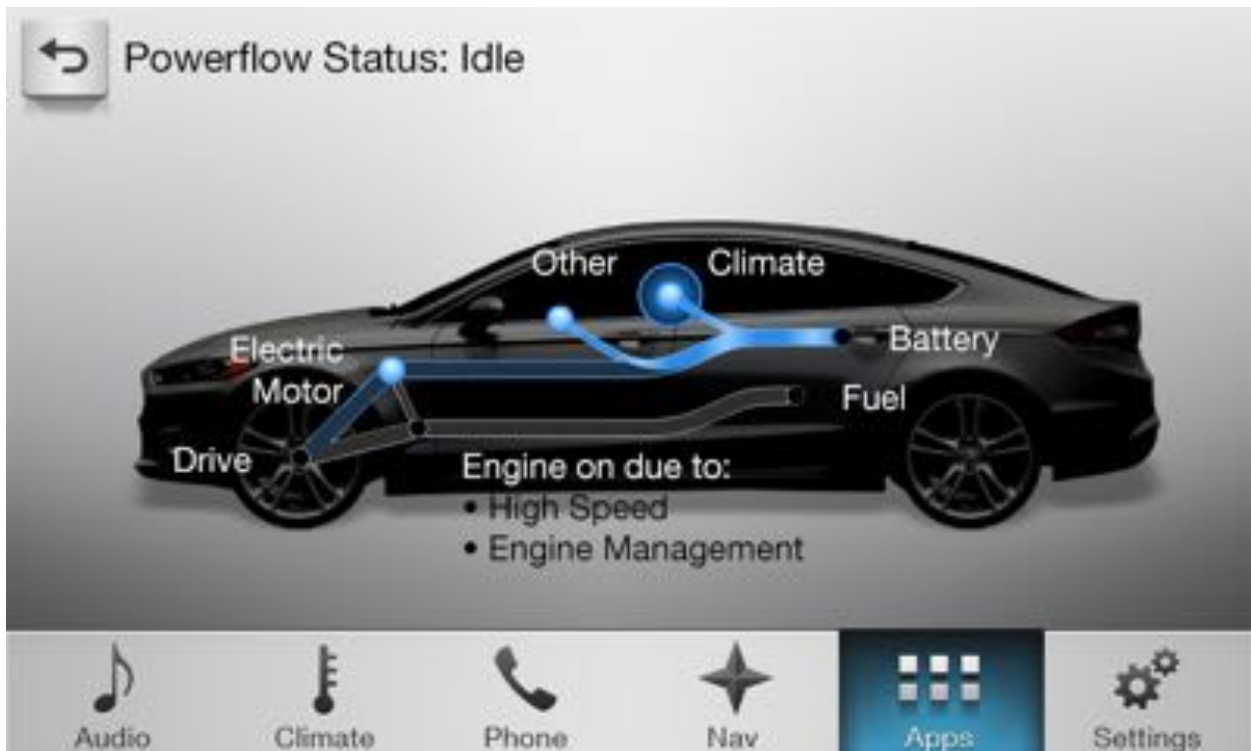 Powerflow Status: Idle
Other
Climate
Electric
Motor
Battery
Fuel
Drive
Engine on due to:
• High Speed
• Engine Management
Audio
Climate
Phone
Nav
Apps
Settings